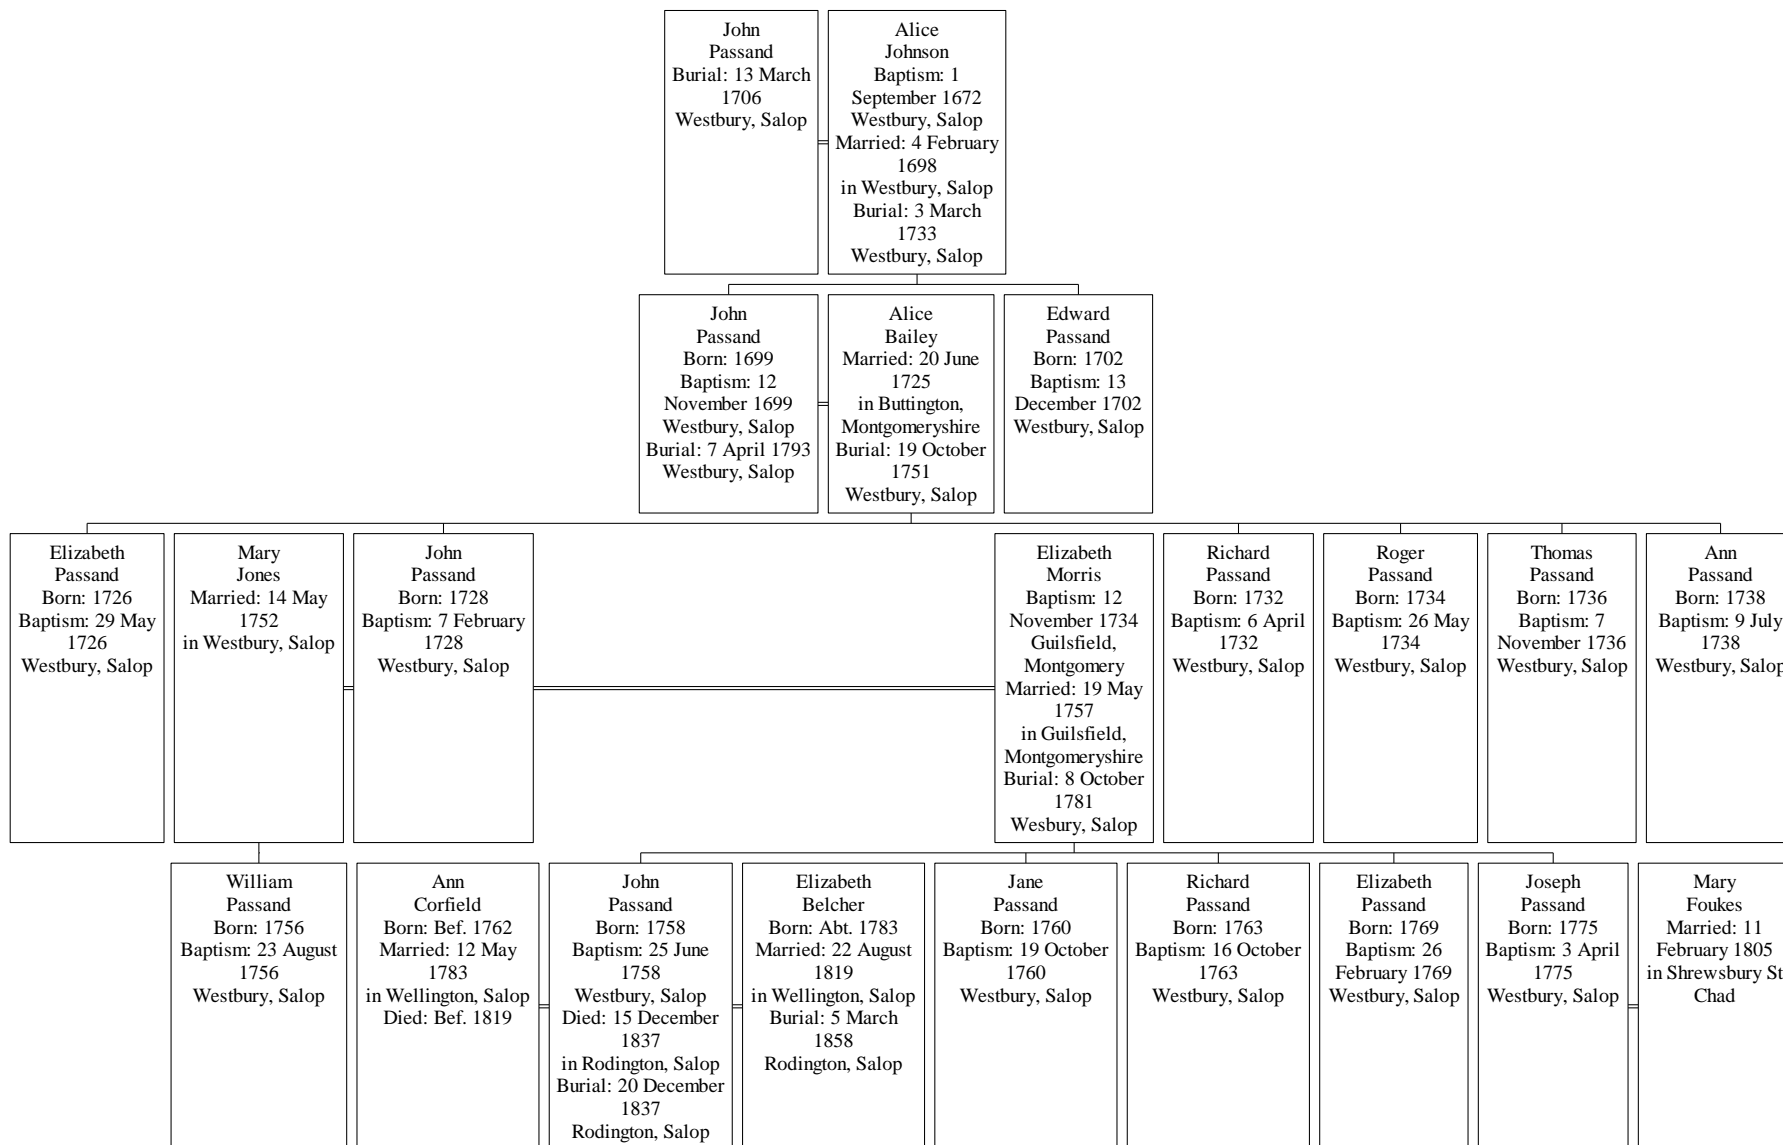 John
Passand
Burial: 13 March
1706
Westbury, Salop
Alice
Johnson
Baptism: 1
September 1672
Westbury, Salop
Married: 4 February
1698
in Westbury, Salop
Burial: 3 March
1733
Westbury, Salop
John
Passand
Born: 1699
Baptism: 12
November 1699
Westbury, Salop
Burial: 7 April 1793
Westbury, Salop
Alice
Bailey
Married: 20 June
1725
in Buttington,
Montgomeryshire
Burial: 19 October
1751
Westbury, Salop
Edward
Passand
Born: 1702
Baptism: 13
December 1702
Westbury, Salop
Elizabeth
Passand
Born: 1726
Baptism: 29 May
1726
Westbury, Salop
Mary
Jones
Married: 14 May
1752
in Westbury, Salop
John
Passand
Born: 1728
Baptism: 7 February
1728
Westbury, Salop
Elizabeth
Morris
Baptism: 12
November 1734
Guilsfield,
Montgomery
Married: 19 May
1757
in Guilsfield,
Montgomeryshire
Burial: 8 October
1781
Wesbury, Salop
Richard
Passand
Born: 1732
Baptism: 6 April
1732
Westbury, Salop
Roger
Passand
Born: 1734
Baptism: 26 May
1734
Westbury, Salop
Thomas
Passand
Born: 1736
Baptism: 7
November 1736
Westbury, Salop
Ann
Passand
Born: 1738
Baptism: 9 July
1738
Westbury, Salop
William
Passand
Born: 1756
Baptism: 23 August
1756
Westbury, Salop
Ann
Corfield
Born: Bef. 1762
Married: 12 May
1783
in Wellington, Salop
Died: Bef. 1819
John
Passand
Born: 1758
Baptism: 25 June
1758
Westbury, Salop
Died: 15 December
1837
in Rodington, Salop
Burial: 20 December
1837
Rodington, Salop
Elizabeth
Belcher
Born: Abt. 1783
Married: 22 August
1819
in Wellington, Salop
Burial: 5 March
1858
Rodington, Salop
Jane
Passand
Born: 1760
Baptism: 19 October
1760
Westbury, Salop
Richard
Passand
Born: 1763
Baptism: 16 October
1763
Westbury, Salop
Elizabeth
Passand
Born: 1769
Baptism: 26
February 1769
Westbury, Salop
Joseph
Passand
Born: 1775
Baptism: 3 April
1775
Westbury, Salop
Mary
Foukes
Married: 11
February 1805
in Shrewsbury St
Chad